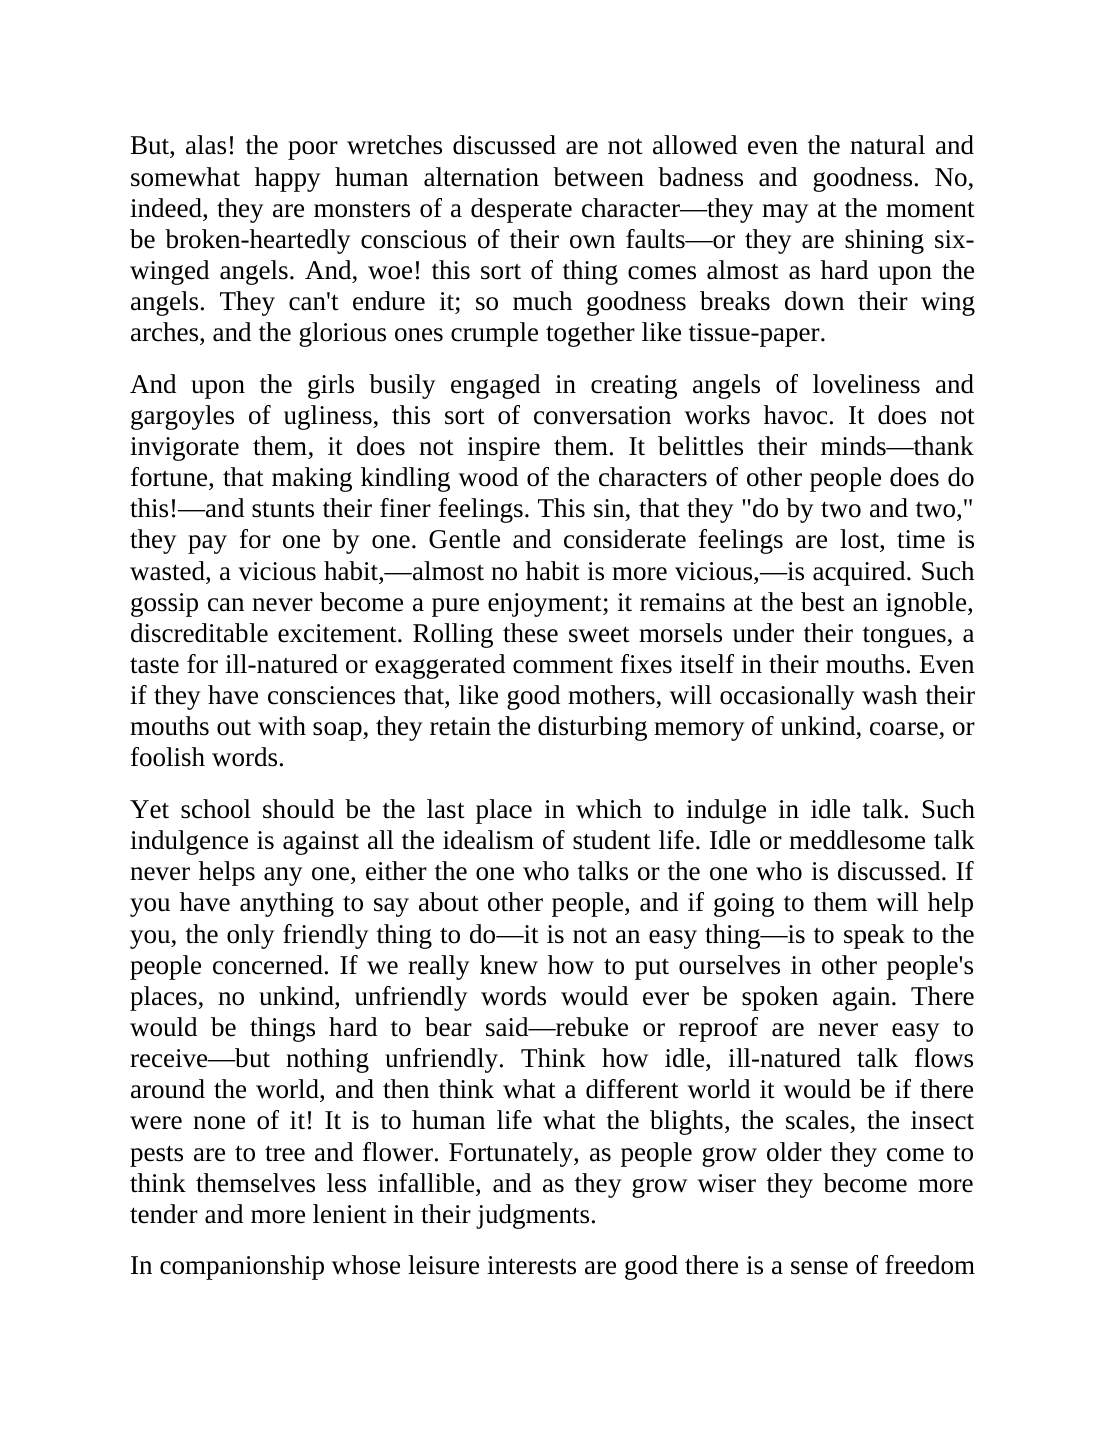 But, alas! the poor wretches discussed are not allowed even the natural and
somewhat happy human alternation between badness and goodness. No,
indeed, they are monsters of a desperate character—they may at the moment
be broken-heartedly conscious of their own faults—or they are shining six-
winged angels. And, woe! this sort of thing comes almost as hard upon the
angels. They can't endure it; so much goodness breaks down their wing
arches, and the glorious ones crumple together like tissue-paper.
And upon the girls busily engaged in creating angels of loveliness and
gargoyles of ugliness, this sort of conversation works havoc. It does not
invigorate them, it does not inspire them. It belittles their minds—thank
fortune, that making kindling wood of the characters of other people does do
this!—and stunts their finer feelings. This sin, that they "do by two and two,"
they pay for one by one. Gentle and considerate feelings are lost, time is
wasted, a vicious habit,—almost no habit is more vicious,—is acquired. Such
gossip can never become a pure enjoyment; it remains at the best an ignoble,
discreditable excitement. Rolling these sweet morsels under their tongues, a
taste for ill-natured or exaggerated comment fixes itself in their mouths. Even
if they have consciences that, like good mothers, will occasionally wash their
mouths out with soap, they retain the disturbing memory of unkind, coarse, or
foolish words.
Yet school should be the last place in which to indulge in idle talk. Such
indulgence is against all the idealism of student life. Idle or meddlesome talk
never helps any one, either the one who talks or the one who is discussed. If
you have anything to say about other people, and if going to them will help
you, the only friendly thing to do—it is not an easy thing—is to speak to the
people concerned. If we really knew how to put ourselves in other people's
places, no unkind, unfriendly words would ever be spoken again. There
would be things hard to bear said—rebuke or reproof are never easy to
receive—but nothing unfriendly. Think how idle, ill-natured talk flows
around the world, and then think what a different world it would be if there
were none of it! It is to human life what the blights, the scales, the insect
pests are to tree and flower. Fortunately, as people grow older they come to
think themselves less infallible, and as they grow wiser they become more
tender and more lenient in their judgments.
In companionship whose leisure interests are good there is a sense of freedom